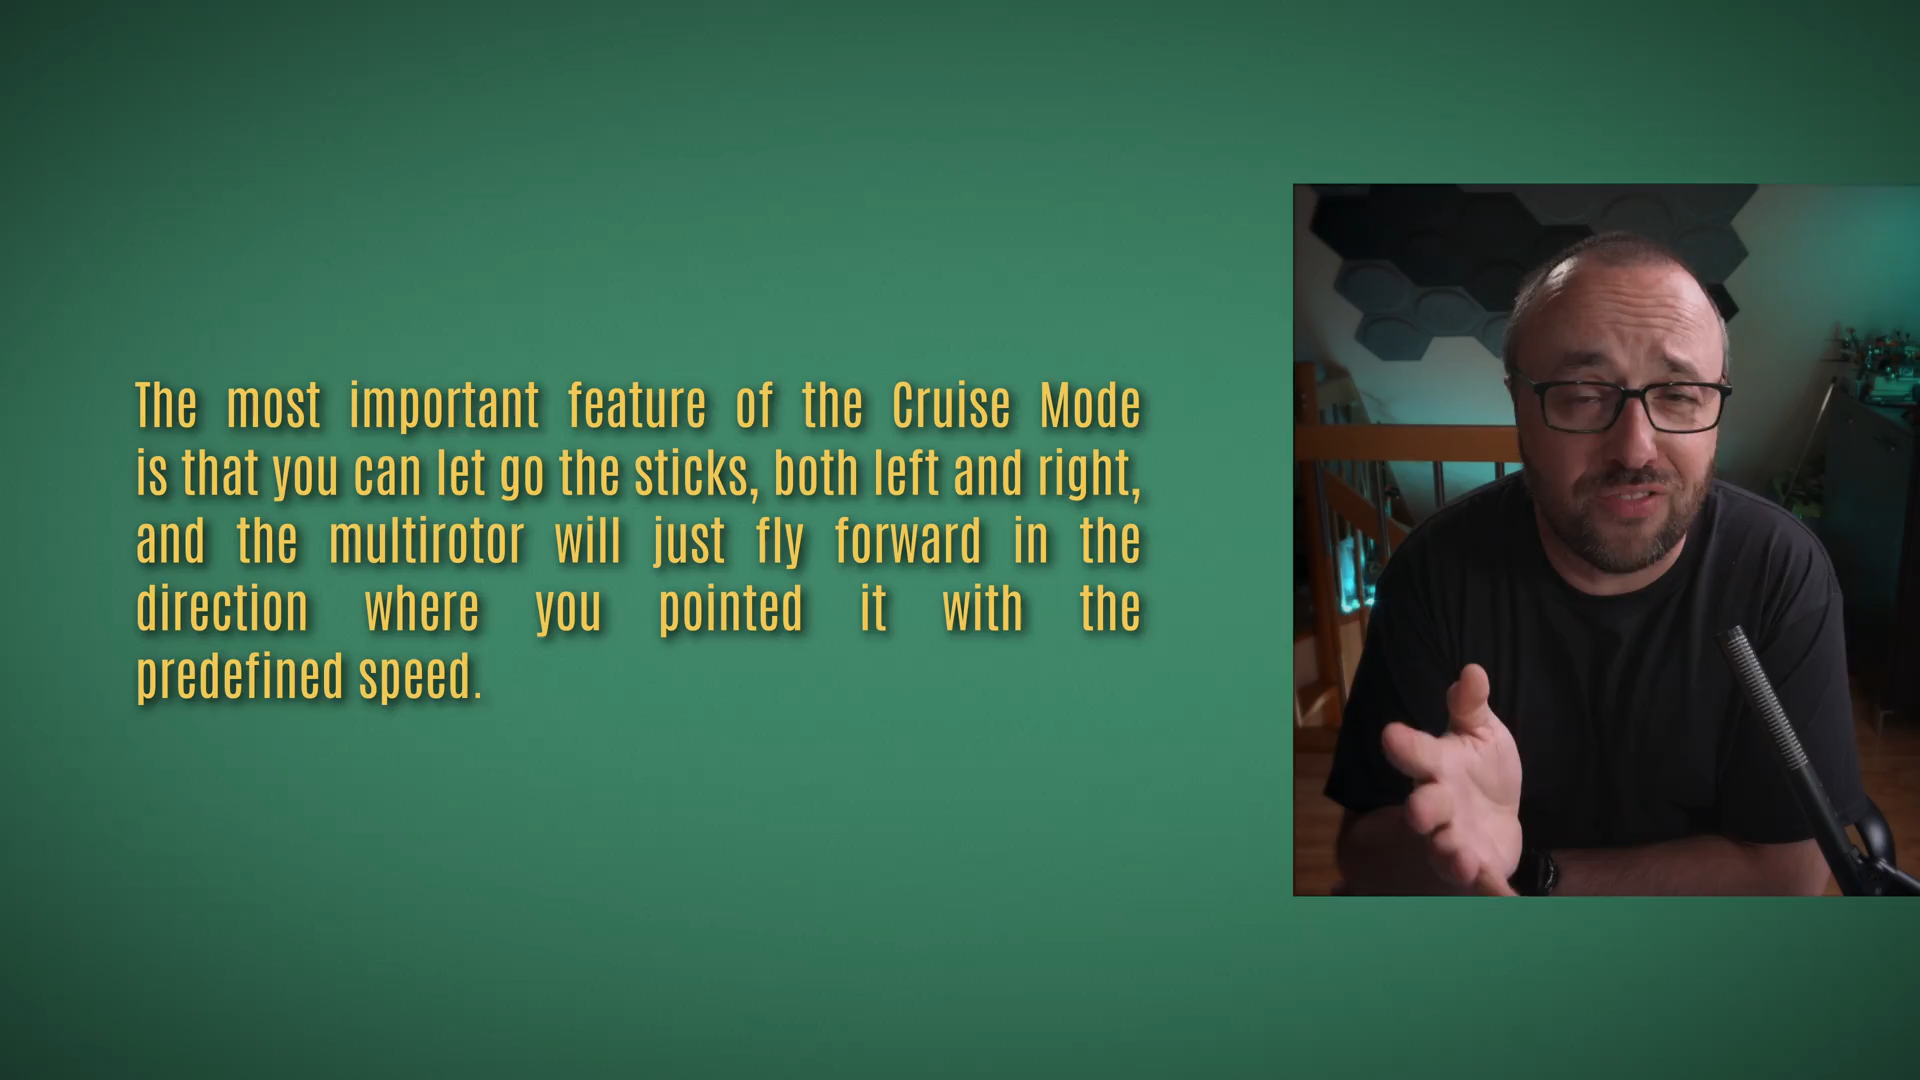 The most important feature of the Cruise Mode
is that you can let go the sticks, both left and right,
and the multirotor will just fly forward in the
direction where you pointed it with the
predefined speed.